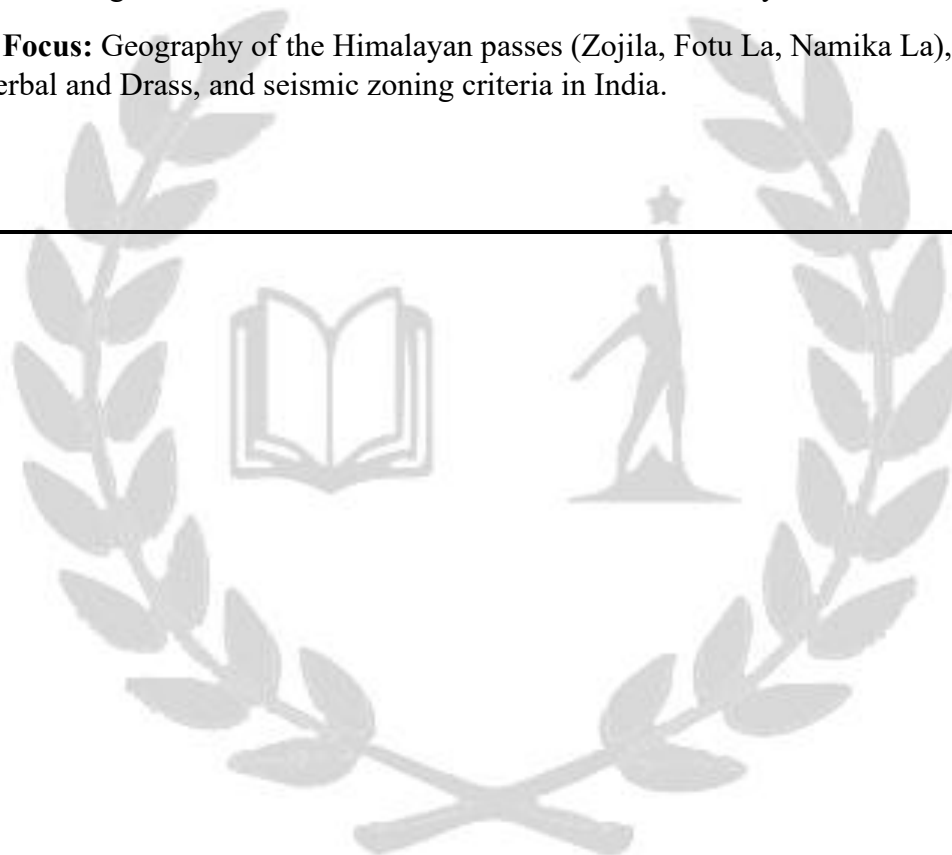 Focus: Geography of the Himalayan passes (Zojila, Fotu La, Namika La),
erbal and Drass, and seismic zoning criteria in India.